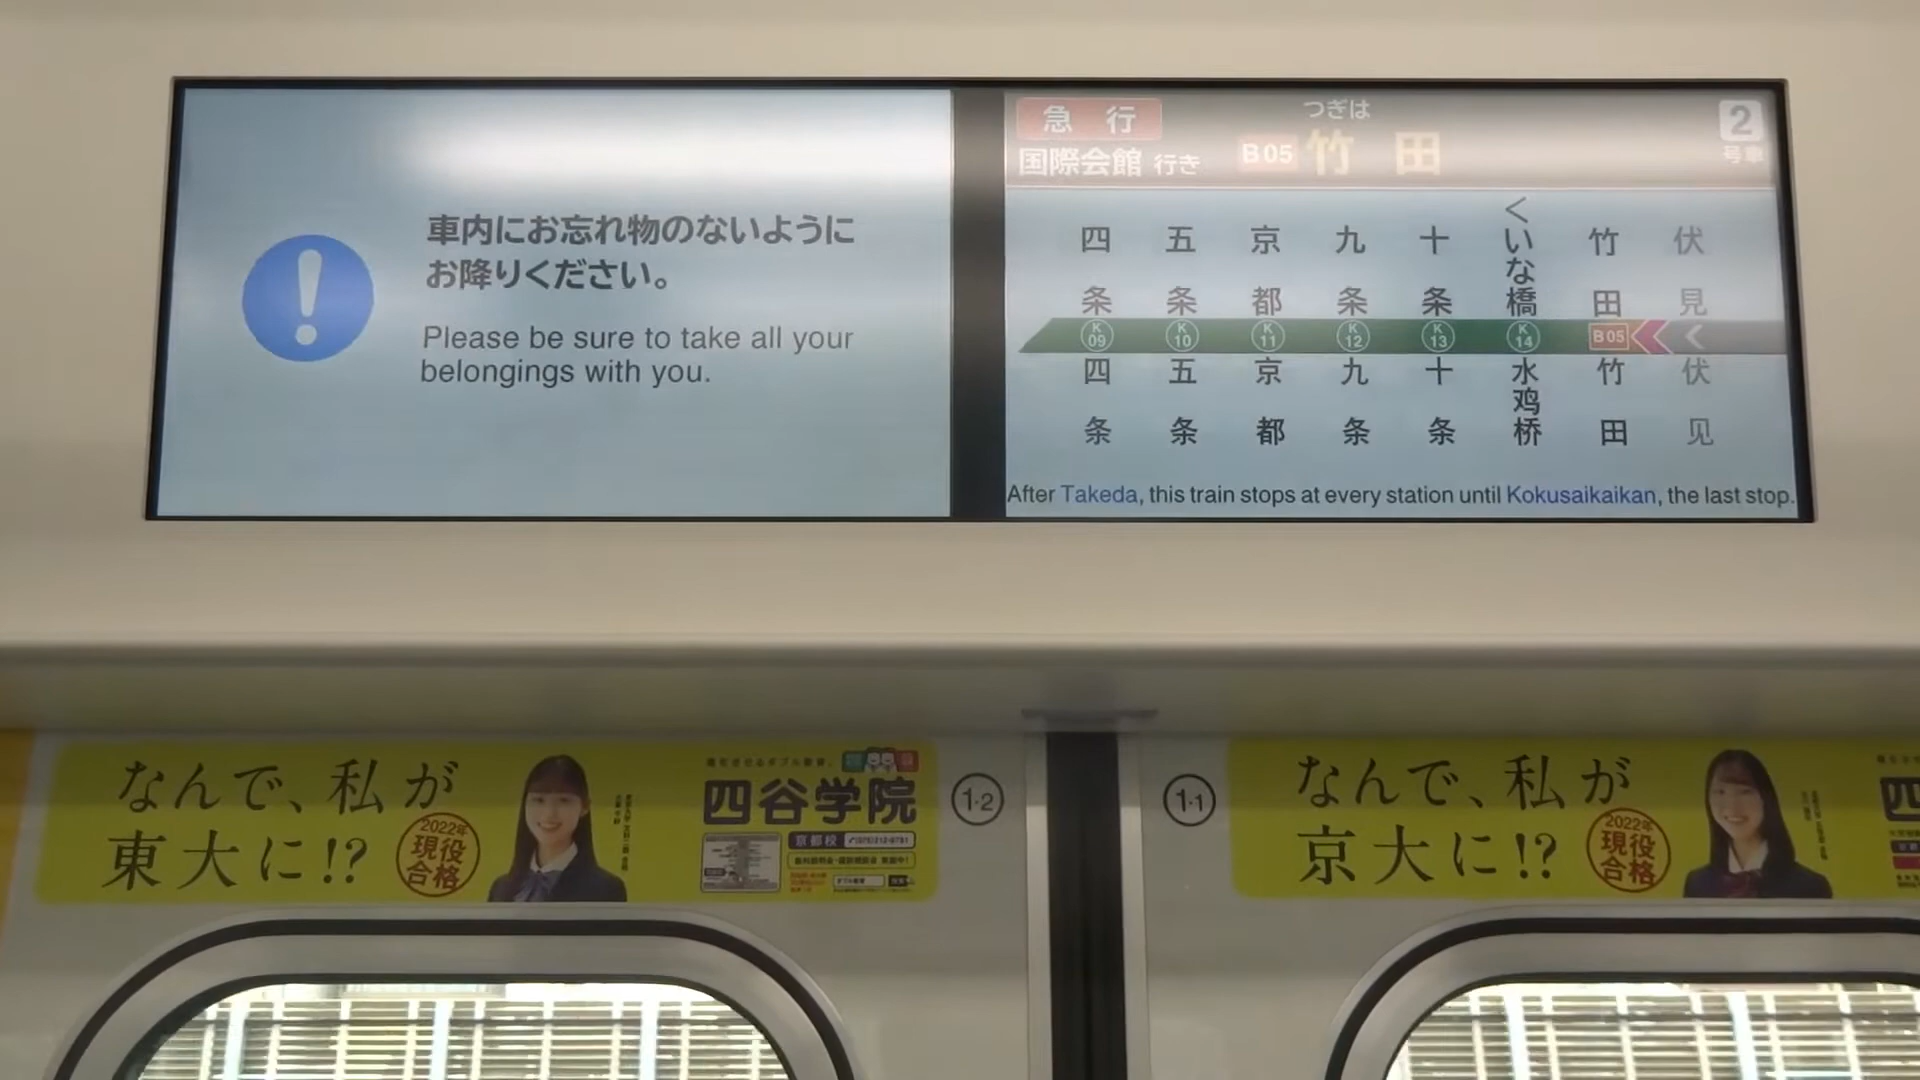 車内にお忘れ物のないように
お降りください。
Please be sure to take all your
belongings with you.
急行
国際会館 行き
つぎは
B05 竹田
2
号車
四条 五条 京都 九条 十条 くいな橋 竹田 伏見
K09 K10 K11 K12 K13 K14 B05
四条 五条 京都 九条 十条 水鸡桥 竹田 伏见
After Takeda, this train stops at every station until Kokusaikaikan, the last stop.
なんで、私が
東大に!?
2022年
現役
合格
四谷学院
京都校
1・2
1・1
なんで、私が
京大に!?
2022年
現役
合格
四